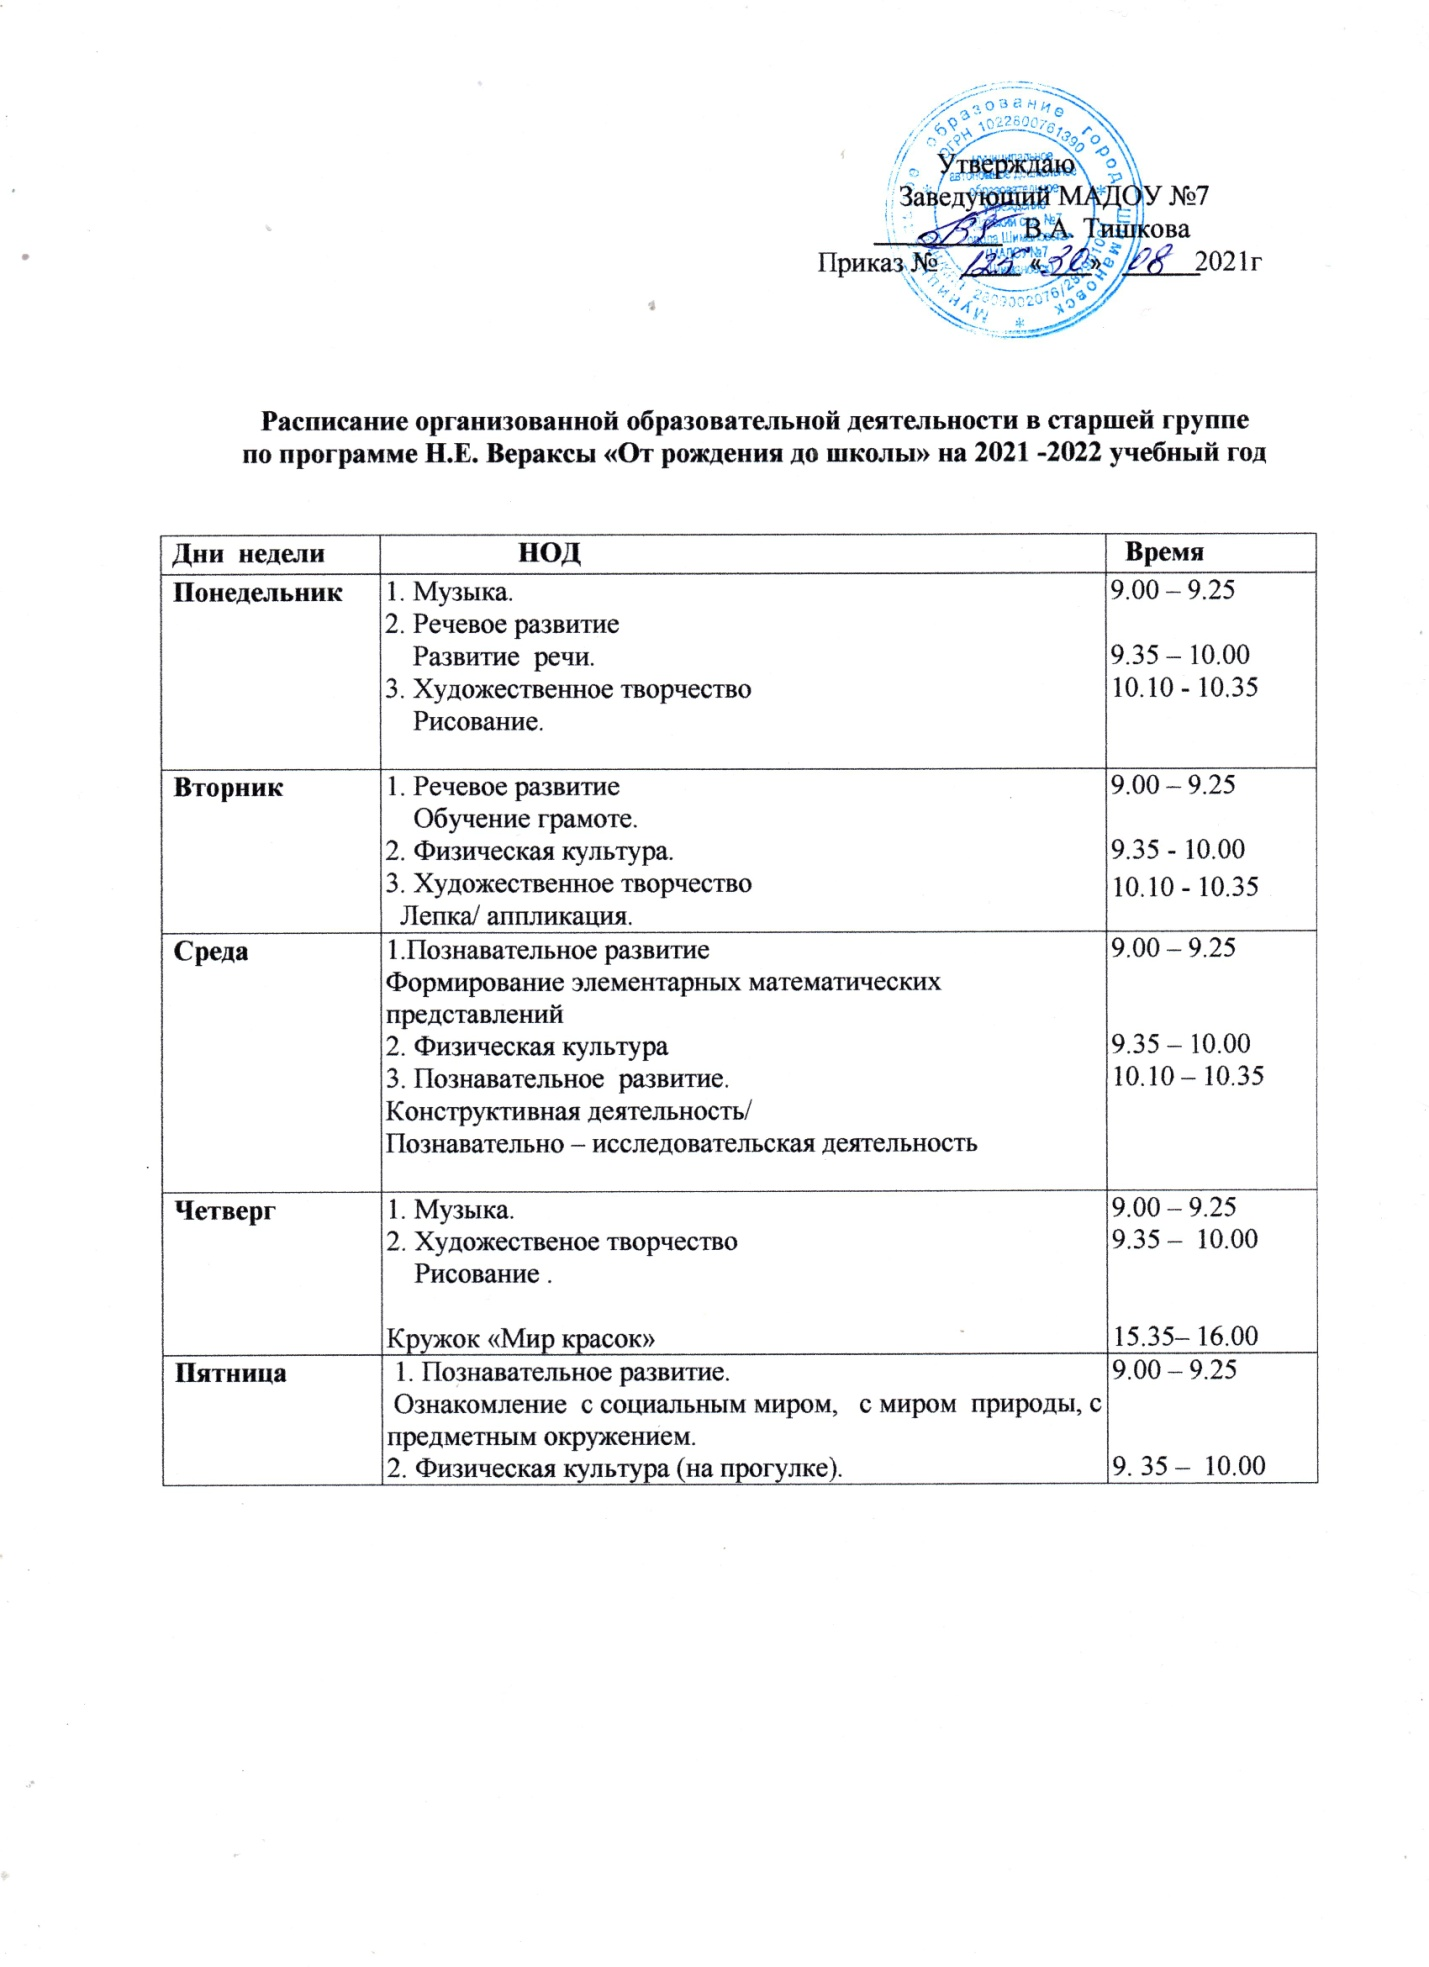 Утверждаю
Заведующий МАДОУ №7
В.А. Тишкова
Приказ № 125 «30» 08 2021г
образование город Шимановск
ОГРН 1022800761390
Расписание организованной образовательной деятельности в старшей группе
по программе Н.Е. Вераксы «От рождения до школы» на 2021 -2022 учебный год
Дни недели НОД Время
Понедельник 1. Музыка. 9.00 – 9.25
2. Речевое развитие
Развитие речи. 9.35 – 10.00
3. Художественное творчество 10.10 - 10.35
Рисование.
Вторник 1. Речевое развитие 9.00 – 9.25
Обучение грамоте.
2. Физическая культура. 9.35 - 10.00
3. Художественное творчество 10.10 - 10.35
Лепка/ аппликация.
Среда 1.Познавательное развитие 9.00 – 9.25
Формирование элементарных математических
представлений
2. Физическая культура 9.35 – 10.00
3. Познавательное развитие. 10.10 – 10.35
Конструктивная деятельность/
Познавательно – исследовательская деятельность
Четверг 1. Музыка. 9.00 – 9.25
2. Художественое творчество 9.35 – 10.00
Рисование .
Кружок «Мир красок» 15.35– 16.00
Пятница 1. Познавательное развитие. 9.00 – 9.25
Ознакомление с социальным миром, с миром природы, с
предметным окружением.
2. Физическая культура (на прогулке). 9. 35 – 10.00